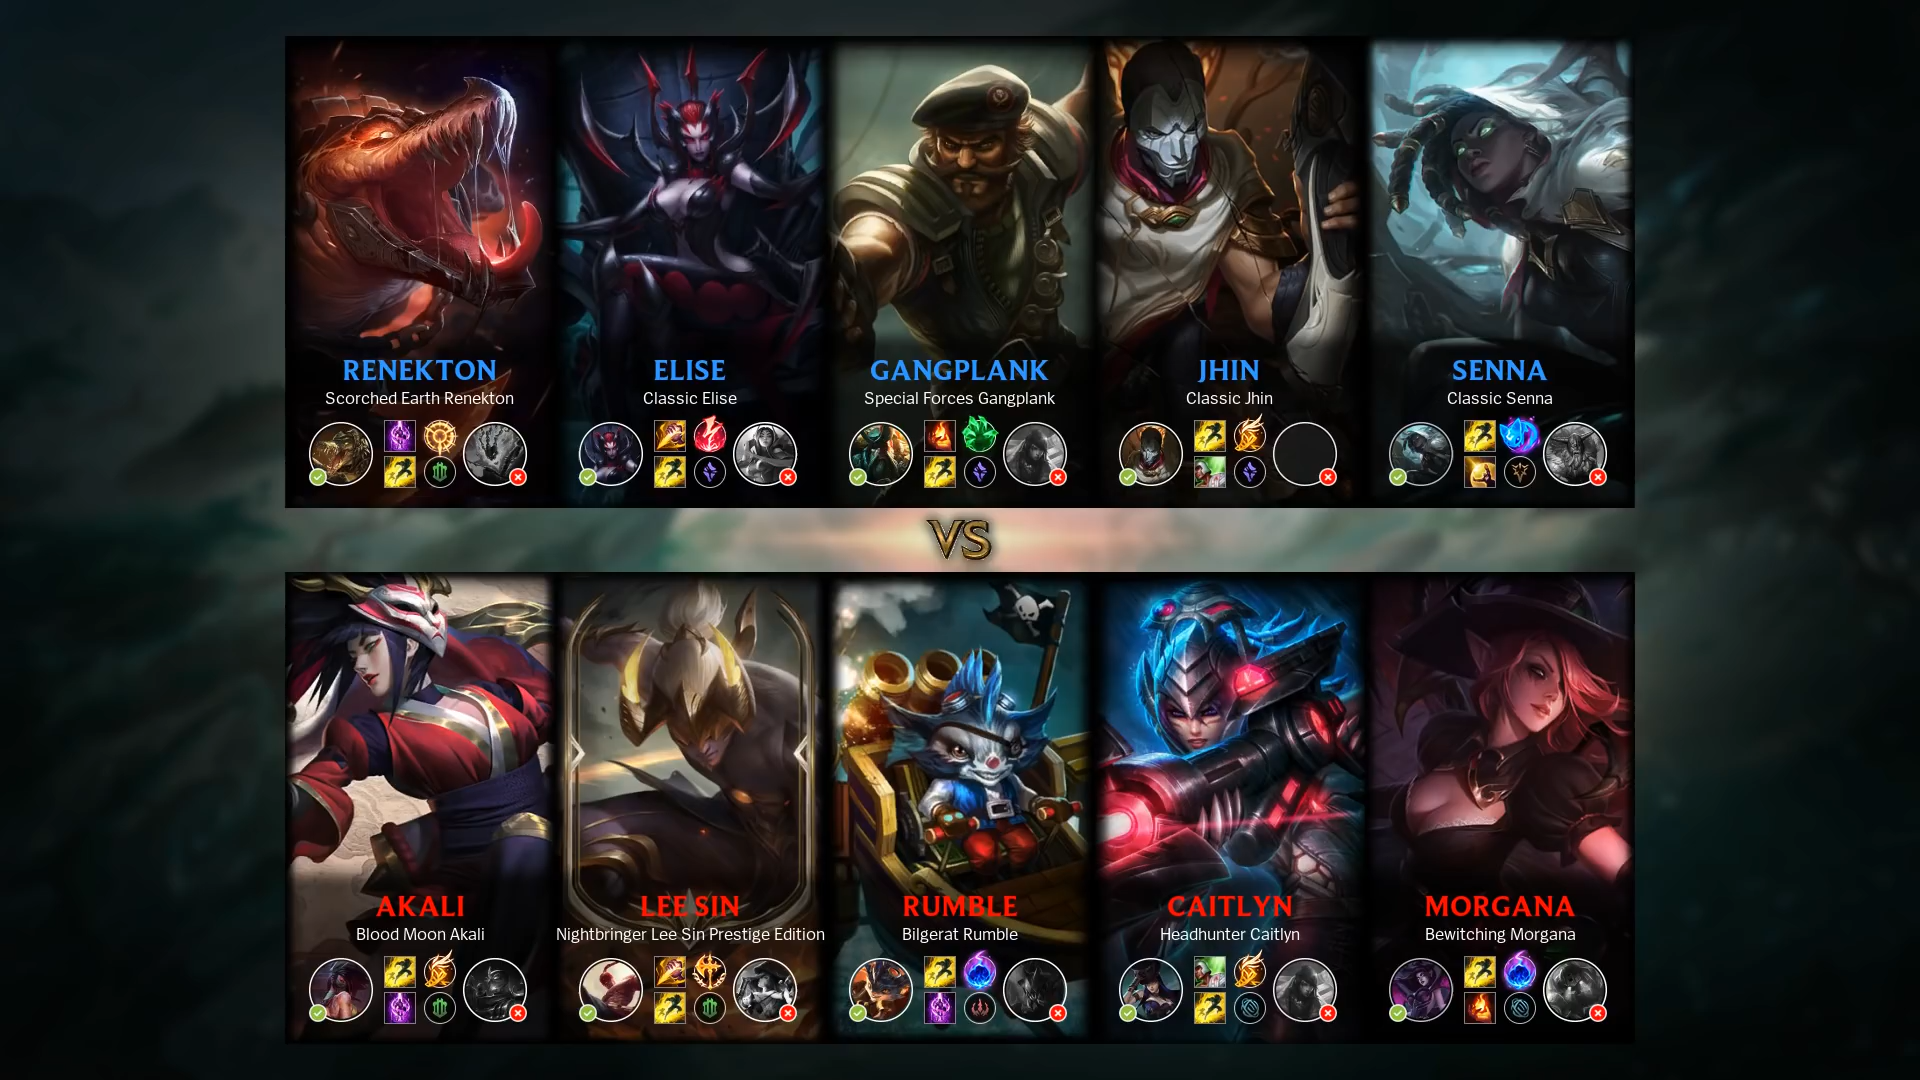 RENEKTON
Scorched Earth Renekton
ELISE
Classic Elise
GANGPLANK
Special Forces Gangplank
JHIN
Classic Jhin
SENNA
Classic Senna
VS
AKALI
Blood Moon Akali
LEE SIN
Nightbringer Lee Sin Prestige Edition
RUMBLE
Bilgerat Rumble
CAITLYN
Headhunter Caitlyn
MORGANA
Bewitching Morgana